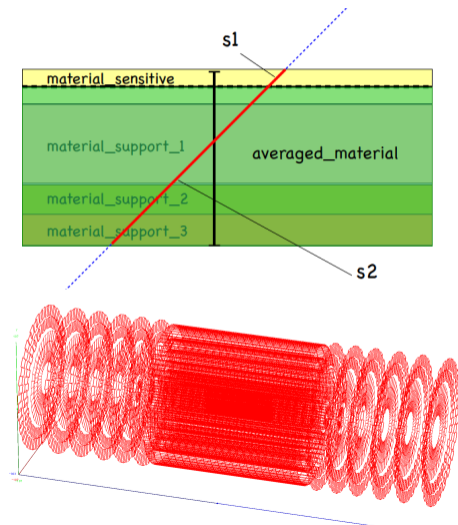 s1
material_sensitive
material_support_1
averaged_material
material_support_2
material_support_3
s2